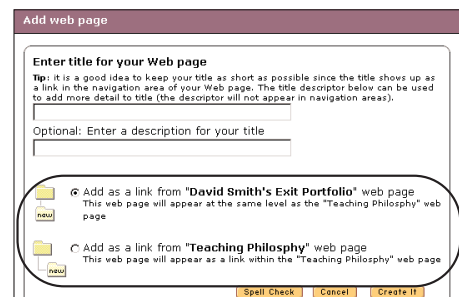 Add web page
Enter title for your Web page
Tip: it is a good idea to keep your title as short as possible since the title shows up as
a link in the navigation area of your Web page. The title descriptor below can be used
to add more detail to title (the descriptor will not appear in navigation areas).
Optional: Enter a description for your title
Add as a link from "David Smith's Exit Portfolio" web page
This web page will appear at the same level as the "Teaching Philosphy" web
page
new
Add as a link from "Teaching Philosphy" web page
This web page will appear as a link within the "Teaching Philosphy" web page
new
Spell Check Cancel Create It